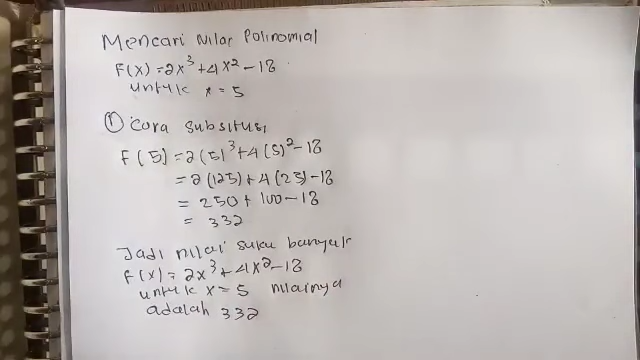 Mencari Nilai Polinomial
F(x) = 2x³ + 4x² - 18
untuk x = 5
① Cara Subsitusi
F(5) = 2(5)³ + 4(5)² - 18
= 2(125) + 4(25) - 18
= 250 + 100 - 18
= 332
Jadi nilai suku banyak
F(x) = 2x³ + 4x² - 18
untuk x = 5 nilainya
adalah 332